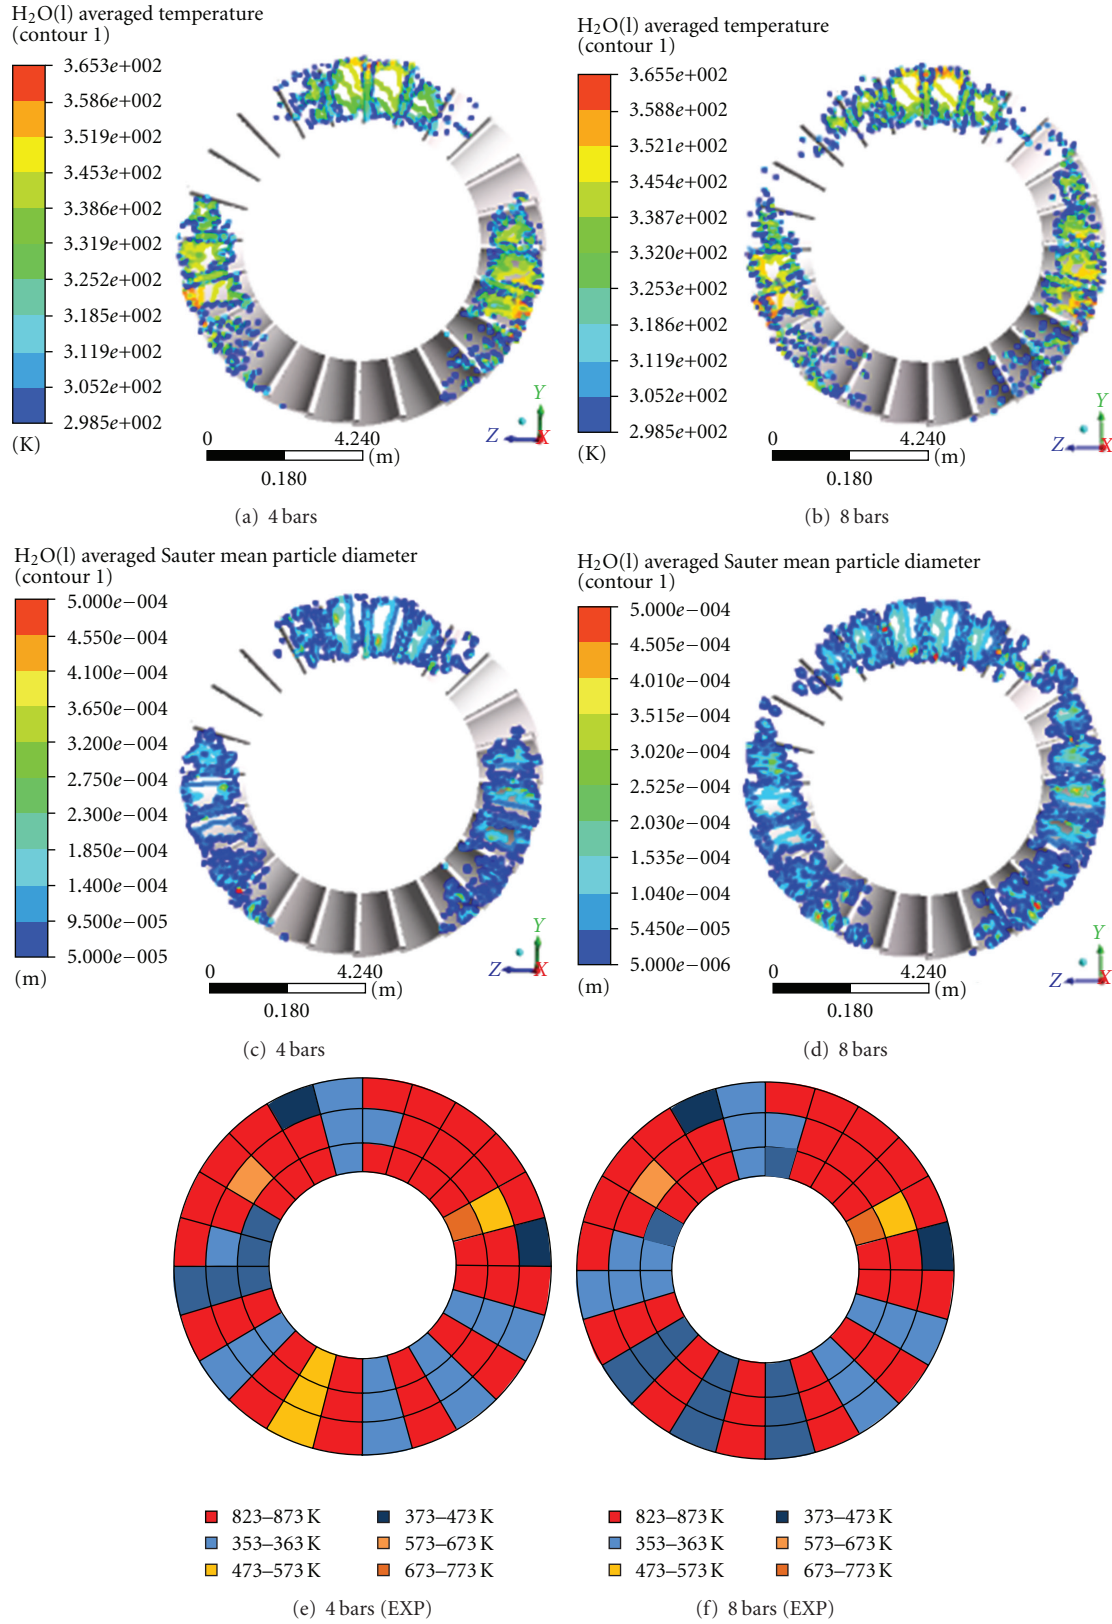 H₂O(l) averaged temperature
(contour 1)
3.653e+002
3.586e+002
3.519e+002
3.453e+002
3.386e+002
3.319e+002
3.252e+002
3.185e+002
3.119e+002
3.052e+002
2.985e+002
(K)
0 4.240
(m)
0.180
Y
Z X
(a) 4 bars
H₂O(l) averaged temperature
(contour 1)
3.655e+002
3.588e+002
3.521e+002
3.454e+002
3.387e+002
3.320e+002
3.253e+002
3.186e+002
3.119e+002
3.052e+002
2.985e+002
(K)
0 4.240
(m)
0.180
Y
Z X
(b) 8 bars
H₂O(l) averaged Sauter mean particle diameter
(contour 1)
5.000e−004
4.550e−004
4.100e−004
3.650e−004
3.200e−004
2.750e−004
2.300e−004
1.850e−004
1.400e−004
9.500e−005
5.000e−005
(m)
0 4.240
(m)
0.180
Y
Z X
(c) 4 bars
H₂O(l) averaged Sauter mean particle diameter
(contour 1)
5.000e−004
4.505e−004
4.010e−004
3.515e−004
3.020e−004
2.525e−004
2.030e−004
1.535e−004
1.040e−004
5.450e−005
5.000e−006
(m)
0 4.240
(m)
0.180
Y
Z X
(d) 8 bars
823–873 K 373–473 K
353–363 K 573–673 K
473–573 K 673–773 K
(e) 4 bars (EXP)
823–873 K 373–473 K
353–363 K 573–673 K
473–573 K 673–773 K
(f) 8 bars (EXP)